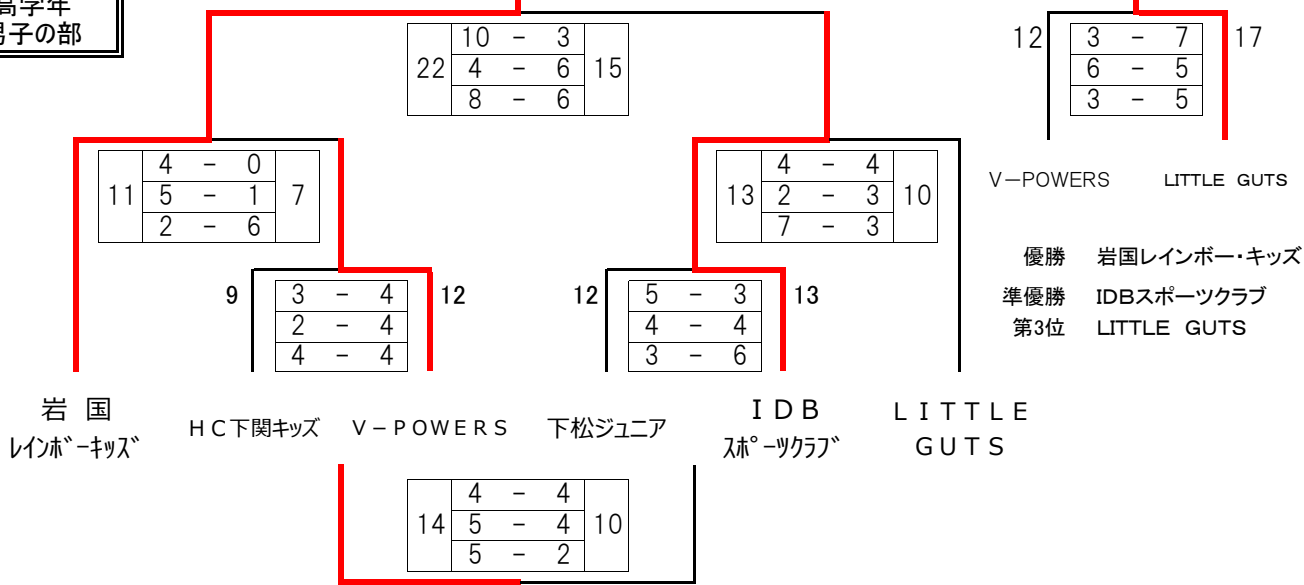 高学年
男子の部
10 - 3
22 4 - 6 15
8 - 6
12 3 - 7 17
6 - 5
3 - 5
4 - 0
11 5 - 1 7
2 - 6
4 - 4
13 2 - 3 10
7 - 3
V-POWERS LITTLE GUTS
優勝 岩国レインボー・キッズ
準優勝 IDBスポーツクラブ
第3位 LITTLE GUTS
9 3 - 4 12
2 - 4
4 - 4
12 5 - 3 13
4 - 4
3 - 6
岩 国
レインボーキッズ
HC下関キッズ
V-POWERS
下松ジュニア
IDB
スポーツクラブ
LITTLE
GUTS
4 - 4
14 5 - 4 10
5 - 2